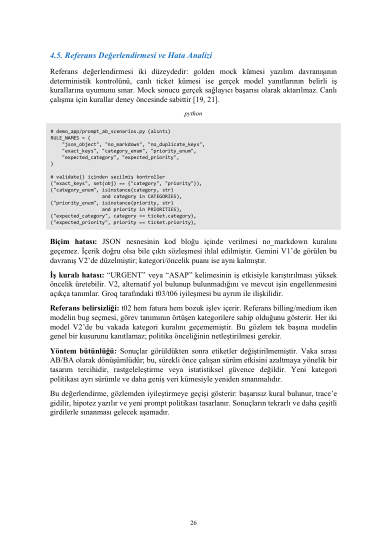 4.5. Referans Değerlendirmesi ve Hata Analizi
Referans değerlendirmesi iki düzeydedir: golden mock kümesi yazılım davranışının
deterministik kontrolünü, canlı ticket kümesi ise gerçek model yanıtlarının belirli iş
kurallarına uyumunu sınar. Mock sonucu gerçek sağlayıcı başarısı olarak aktarılmaz. Canlı
çalışma için kurallar deney öncesinde sabittir [19, 21].
python
# demo_app/prompt_ab_scenarios.py (alıntı)
RULE_NAMES = (
"json_object", "no_markdown", "no_duplicate_keys",
"exact_keys", "category_enum", "priority_enum",
"expected_category", "expected_priority",
)
# validate() içinden seçilmiş kontroller
("exact_keys", set(obj) == {"category", "priority"}),
("category_enum", isinstance(category, str)
and category in CATEGORIES),
("priority_enum", isinstance(priority, str)
and priority in PRIORITIES),
("expected_category", category == ticket.category),
("expected_priority", priority == ticket.priority),
Biçim hatası: JSON nesnesinin kod bloğu içinde verilmesi no_markdown kuralını
geçemez. İçerik doğru olsa bile çıktı sözleşmesi ihlal edilmiştir. Gemini V1’de görülen bu
davranış V2’de düzelmiştir; kategori/öncelik puanı ise aynı kalmıştır.
İş kuralı hatası: “URGENT” veya “ASAP” kelimesinin iş etkisiyle karıştırılması yüksek
öncelik üretebilir. V2, alternatif yol bulunup bulunmadığını ve mevcut işin engellenmesini
açıkça tanımlar. Groq tarafındaki t03/t06 iyileşmesi bu ayrım ile ilişkilidir.
Referans belirsizliği: t02 hem fatura hem bozuk işlev içerir. Referans billing/medium iken
modelin bug seçmesi, görev tanımının örtüşen kategorilere sahip olduğunu gösterir. Her iki
model V2’de bu vakada kategori kuralını geçememiştir. Bu gözlem tek başına modelin
genel bir kusurunu kanıtlamaz; politika önceliğinin netleştirilmesi gerekir.
Yöntem bütünlüğü: Sonuçlar görüldükten sonra etiketler değiştirilmemiştir. Vaka sırası
AB/BA olarak dönüşümlüdür; bu, sürekli önce çalışan sürüm etkisini azaltmaya yönelik bir
tasarım tercihidir, rastgeleleştirme veya istatistiksel güvence değildir. Yeni kategori
politikası ayrı sürümle ve daha geniş veri kümesiyle yeniden sınanmalıdır.
Bu değerlendirme, gözlemden iyileştirmeye geçişi gösterir: başarısız kural bulunur, trace’e
gidilir, hipotez yazılır ve yeni prompt politikası tasarlanır. Sonuçların tekrarlı ve daha çeşitli
girdilerle sınanması gelecek aşamadır.
26